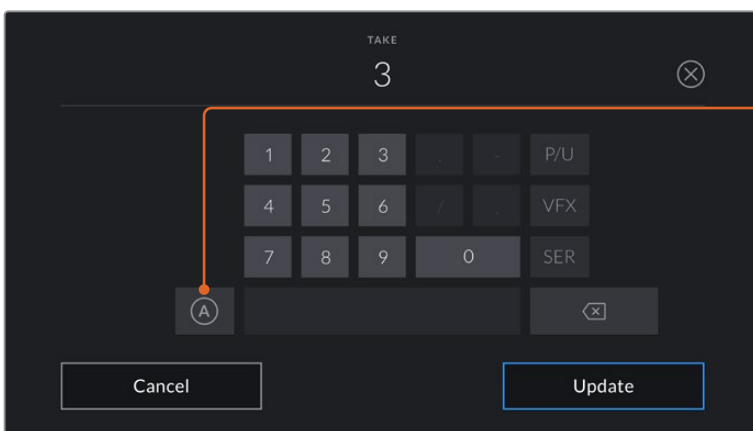 TAKE
3
1 2 3 . - P/U
4 5 6 / , VFX
7 8 9 0 SER
A
Cancel Update